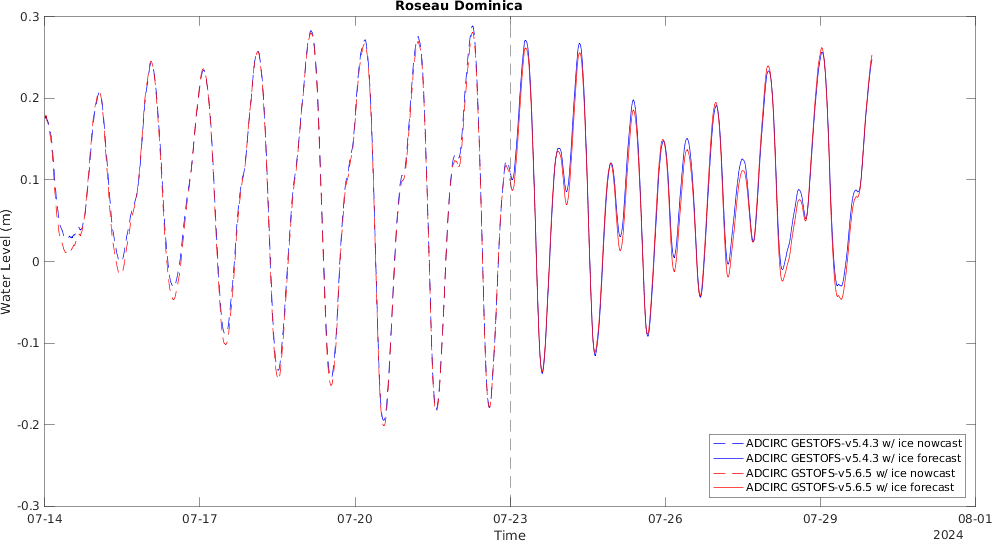 Roseau Dominica
0.3
0.2
0.1
0
-0.1
-0.2
-0.3
Water Level (m)
07-14
07-17
07-20
07-23
07-26
07-29
08-01
Time
2024
ADCIRC GESTOFS-v5.4.3 w/ ice nowcast
ADCIRC GESTOFS-v5.4.3 w/ ice forecast
ADCIRC GSTOFS-v5.6.5 w/ ice nowcast
ADCIRC GSTOFS-v5.6.5 w/ ice forecast